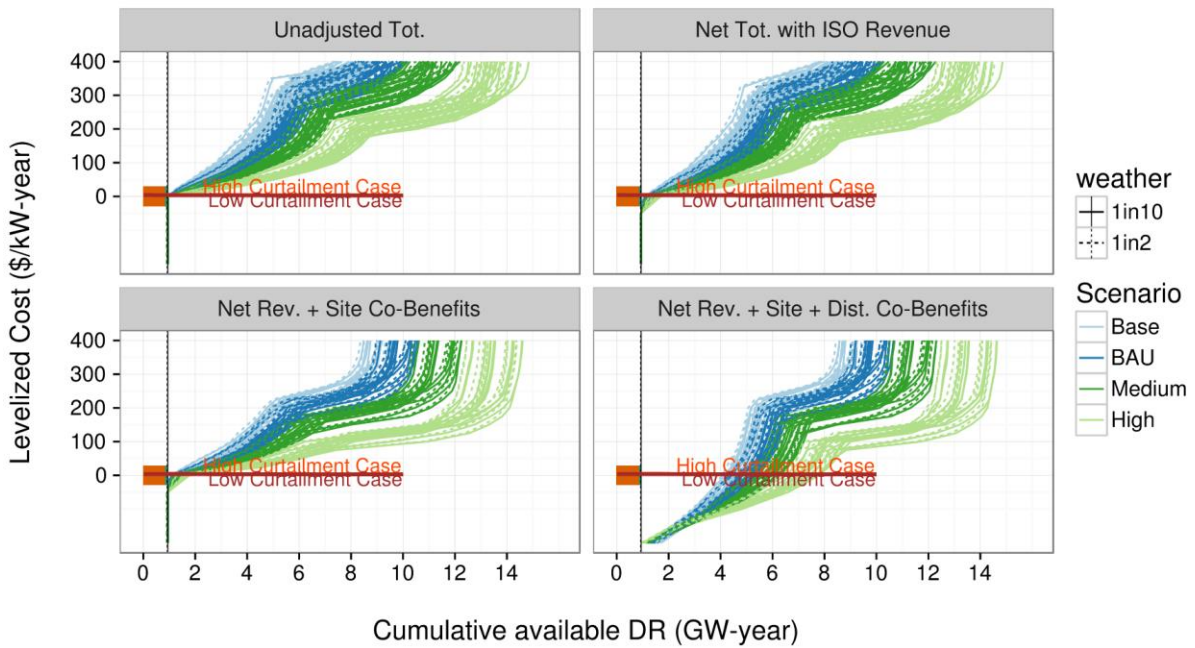 Unadjusted Tot.
Net Tot. with ISO Revenue
400
300
200
100
0
High Curtailment Case
Low Curtailment Case
High Curtailment Case
Low Curtailment Case
Net Rev. + Site Co-Benefits
Net Rev. + Site + Dist. Co-Benefits
400
300
200
100
0
High Curtailment Case
Low Curtailment Case
High Curtailment Case
Low Curtailment Case
0 2 4 6 8 10 12 14
0 2 4 6 8 10 12 14
Levelized Cost ($/kW-year)
Cumulative available DR (GW-year)
weather
1in10
1in2
Scenario
Base
BAU
Medium
High